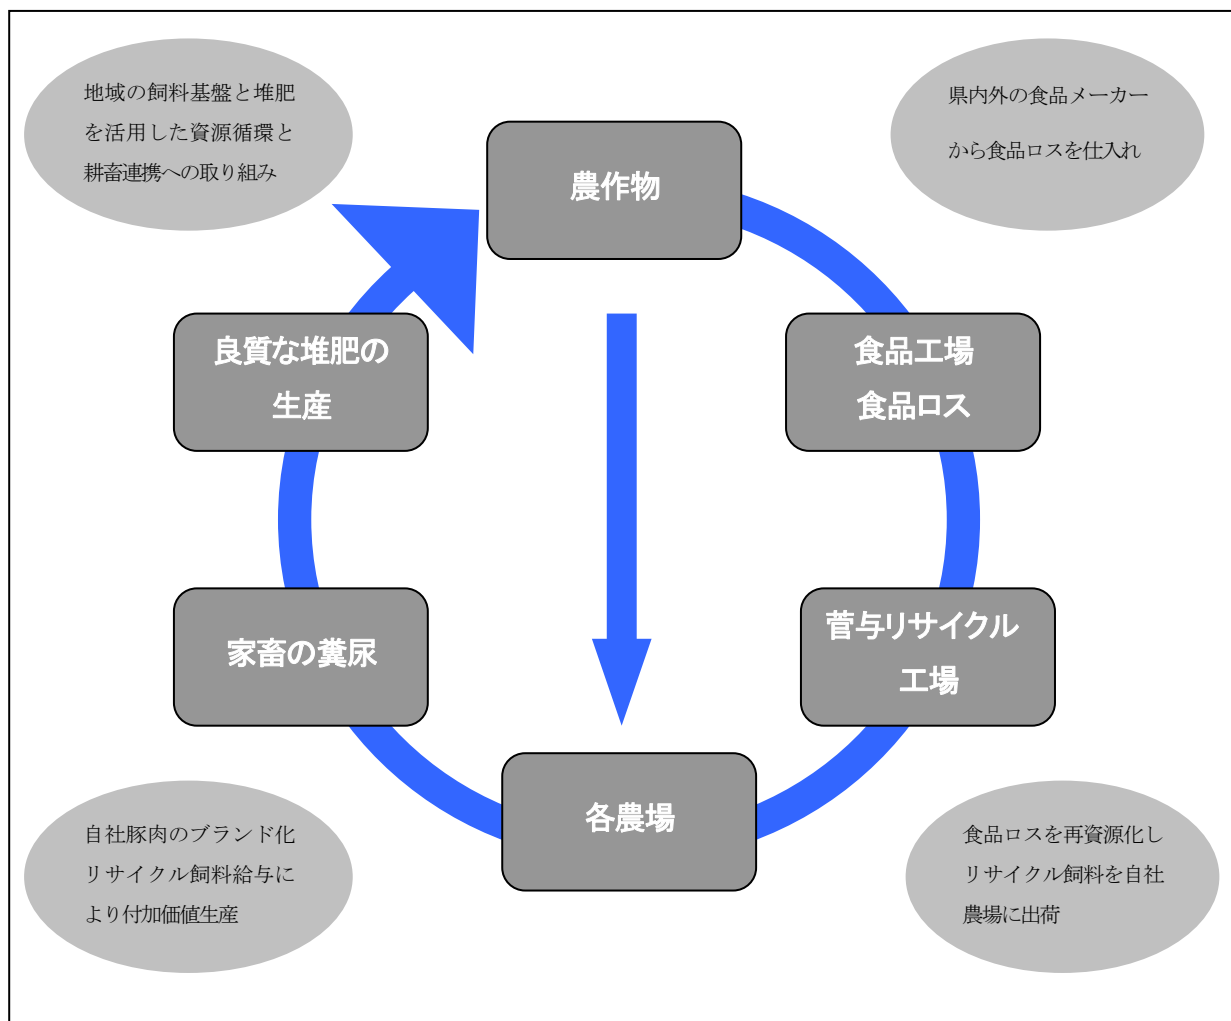 地域の飼料基盤と堆肥
を活用した資源循環と
耕畜連携への取り組み
県内外の食品メーカー
から食品ロスを仕入れ
農作物
良質な堆肥の
生産
食品工場
食品ロス
家畜の糞尿
菅与リサイクル
工場
各農場
自社豚肉のブランド化
リサイクル飼料給与に
より付加価値生産
食品ロスを再資源化し
リサイクル飼料を自社
農場に出荷